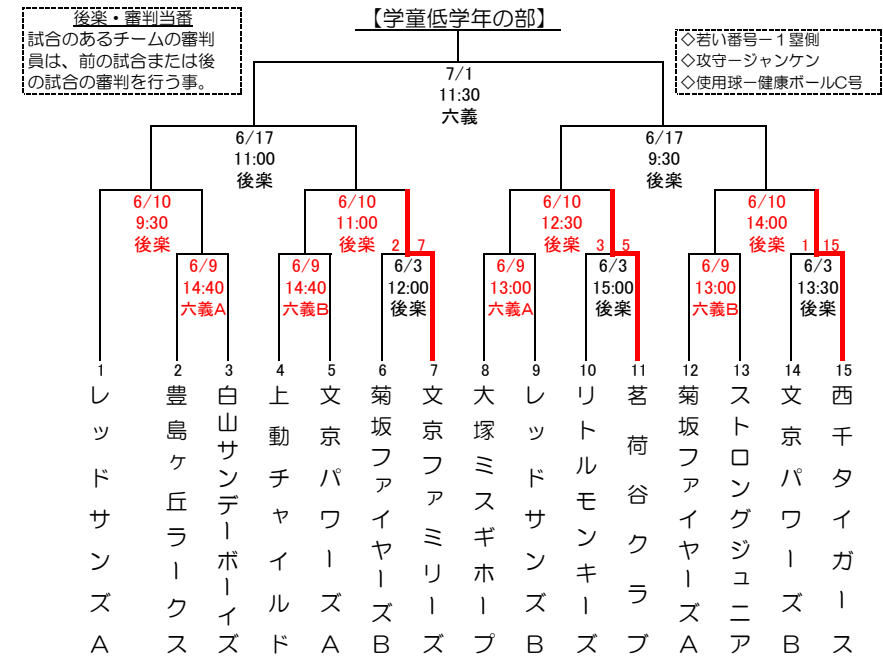 【学童低学年の部】
後楽・審判当番
試合のあるチームの審判
員は、前の試合または後
の試合の審判を行う事。
◇若い番号ー1塁側
◇攻守ージャンケン
◇使用球ー健康ボールC号
7/1
11:30
六義
6/17
11:00
後楽
6/17
9:30
後楽
6/10
9:30
後楽
6/10
11:00
後楽
6/10
12:30
後楽
6/10
14:00
後楽
2 7
3 5
1 15
6/9
14:40
六義A
6/9
14:40
六義B
6/3
12:00
後楽
6/9
13:00
六義A
6/3
15:00
後楽
6/9
13:00
六義B
6/3
13:30
後楽
1 レッドサンズA
2 豊島ヶ丘ラークス
3 白山サンデーボーイズ
4 上動チャイルド
5 文京パワーズA
6 菊坂ファイヤーズB
7 文京ファミリーズ
8 大塚ミスギホープ
9 レッドサンズB
10 リトルモンキーズ
11 茗荷谷クラブ
12 菊坂ファイヤーズA
13 ストロングジュニア
14 文京パワーズB
15 西千タイガース